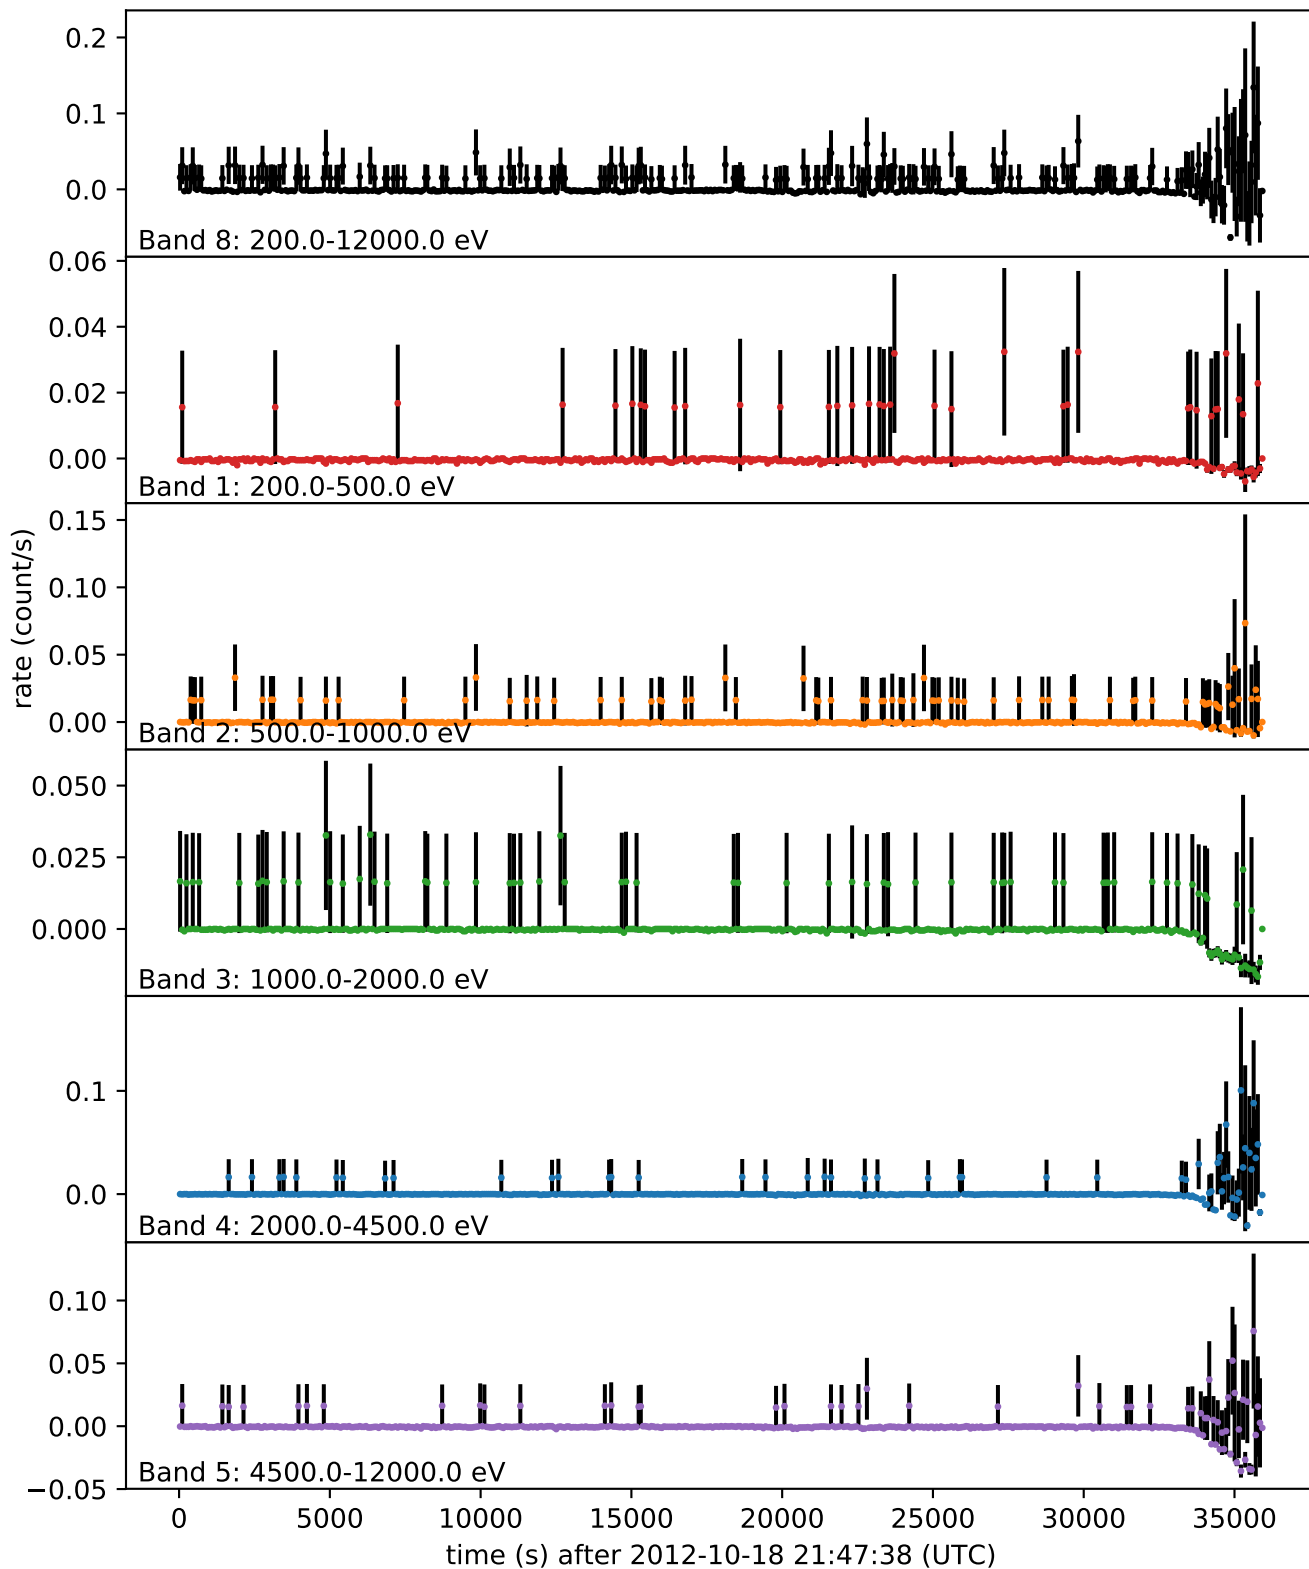 0.2
0.1
0.0
Band 8: 200.0-12000.0 eV
0.06
0.04
0.02
0.00
Band 1: 200.0-500.0 eV
0.15
0.10
0.05
0.00
Band 2: 500.0-1000.0 eV
rate (count/s)
0.050
0.025
0.000
Band 3: 1000.0-2000.0 eV
0.1
0.0
Band 4: 2000.0-4500.0 eV
0.10
0.05
0.00
−0.05
Band 5: 4500.0-12000.0 eV
0 5000 10000 15000 20000 25000 30000 35000
time (s) after 2012-10-18 21:47:38 (UTC)